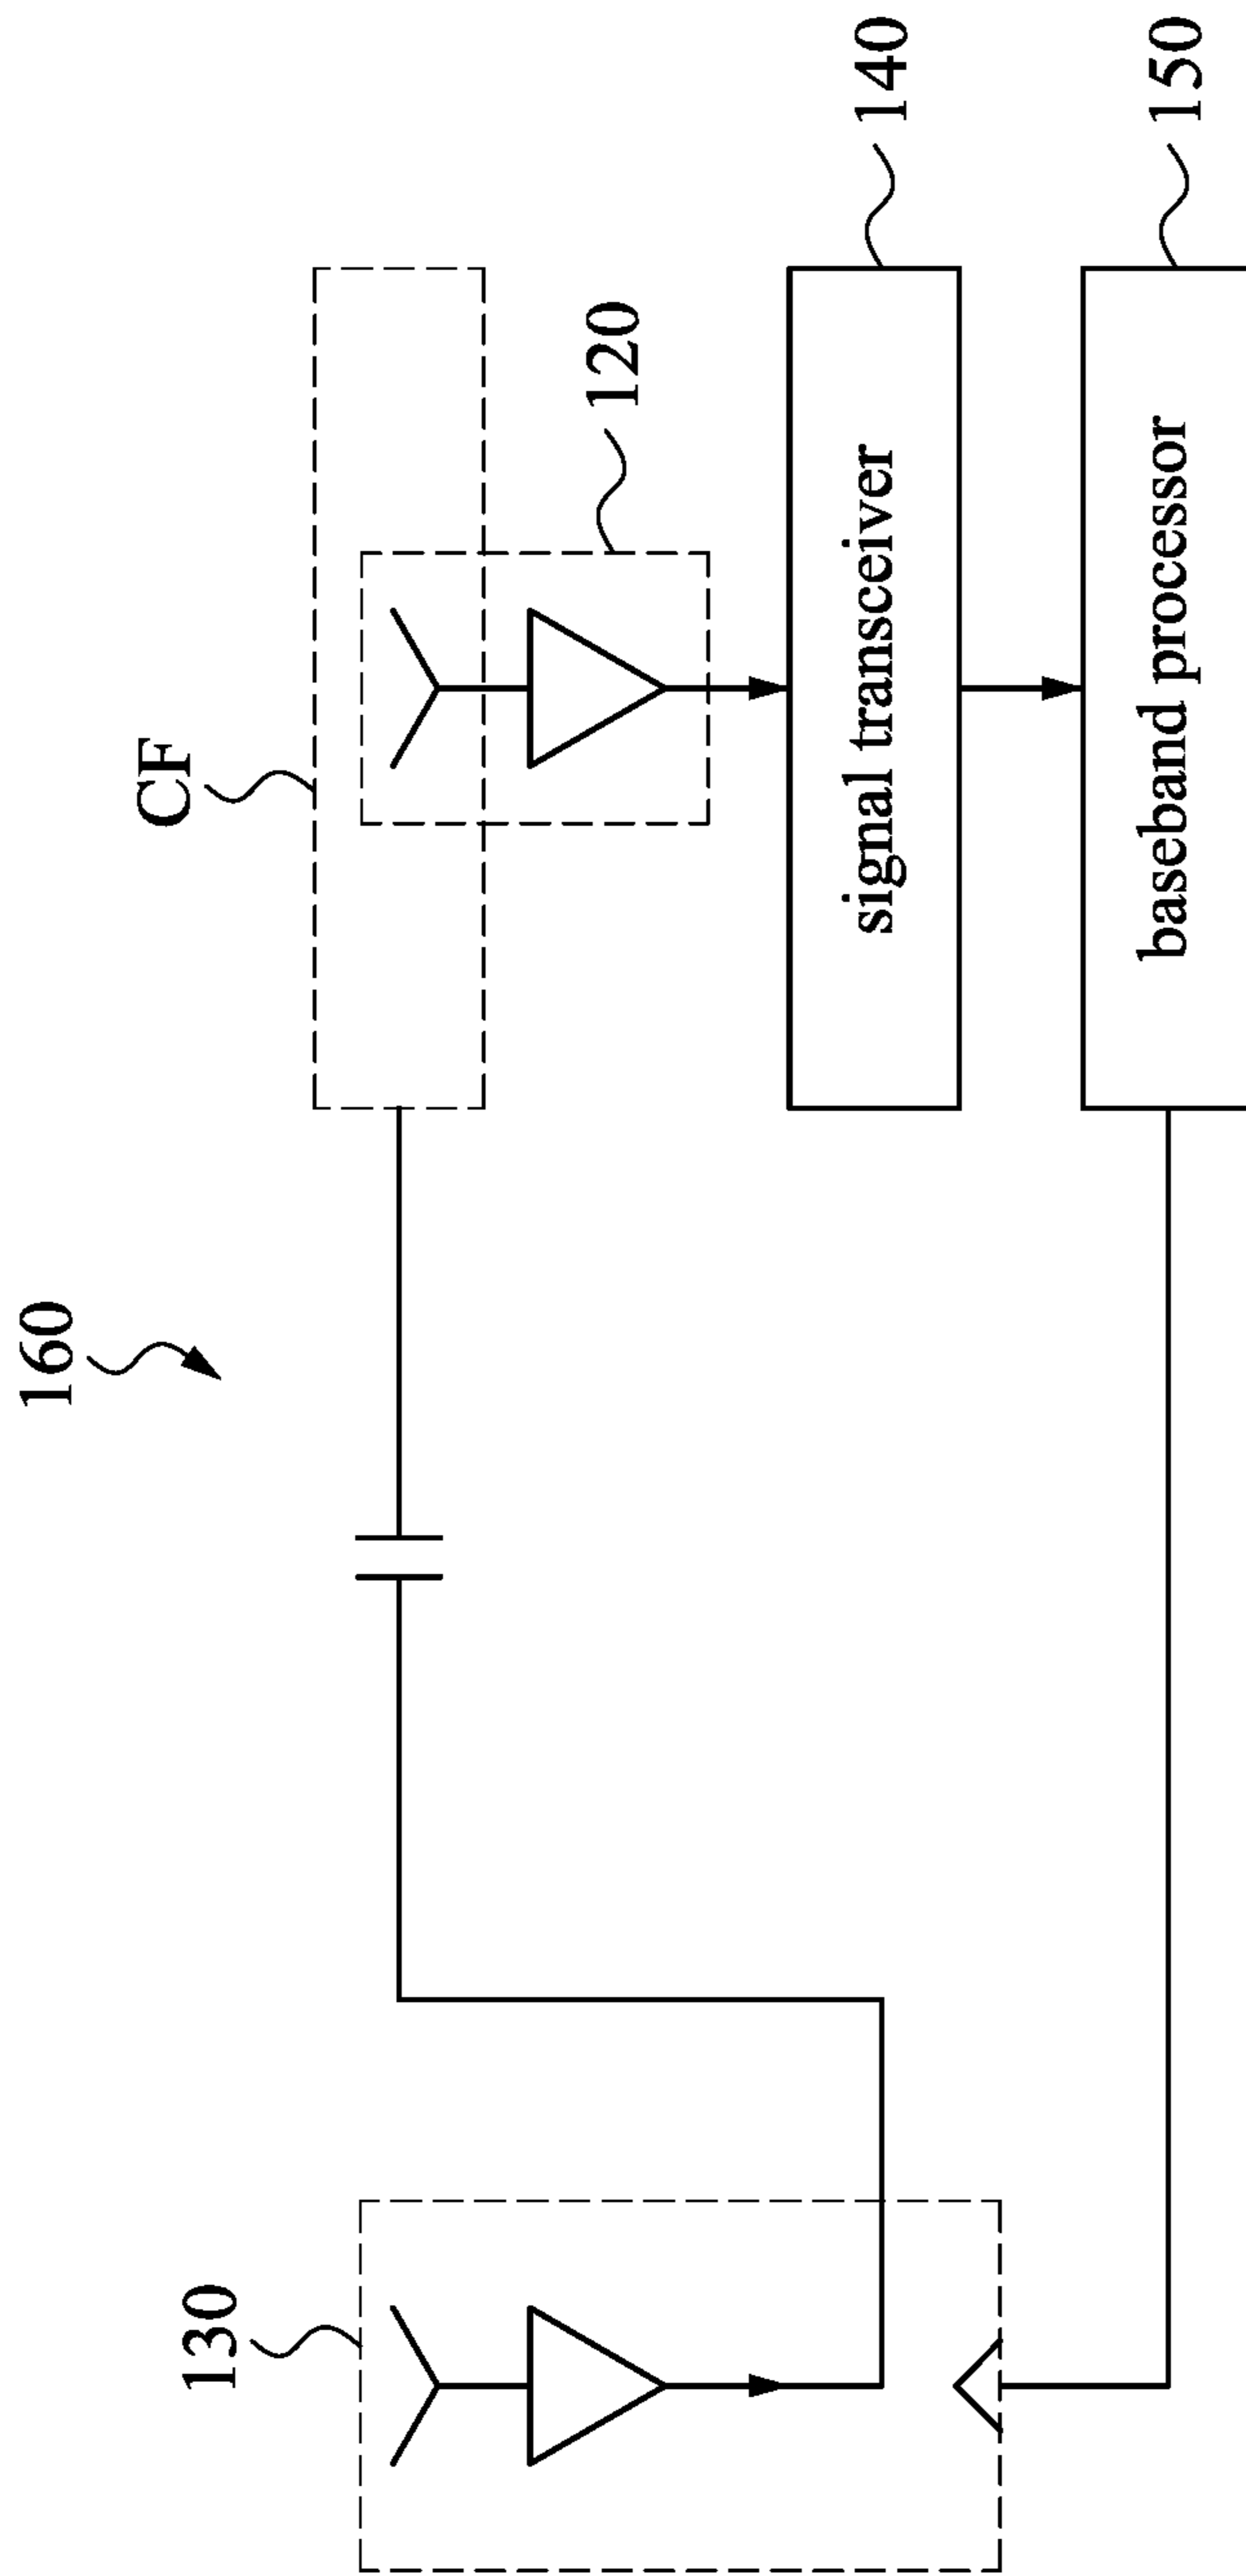 160
CF
120
130
signal transceiver
140
baseband processor
150